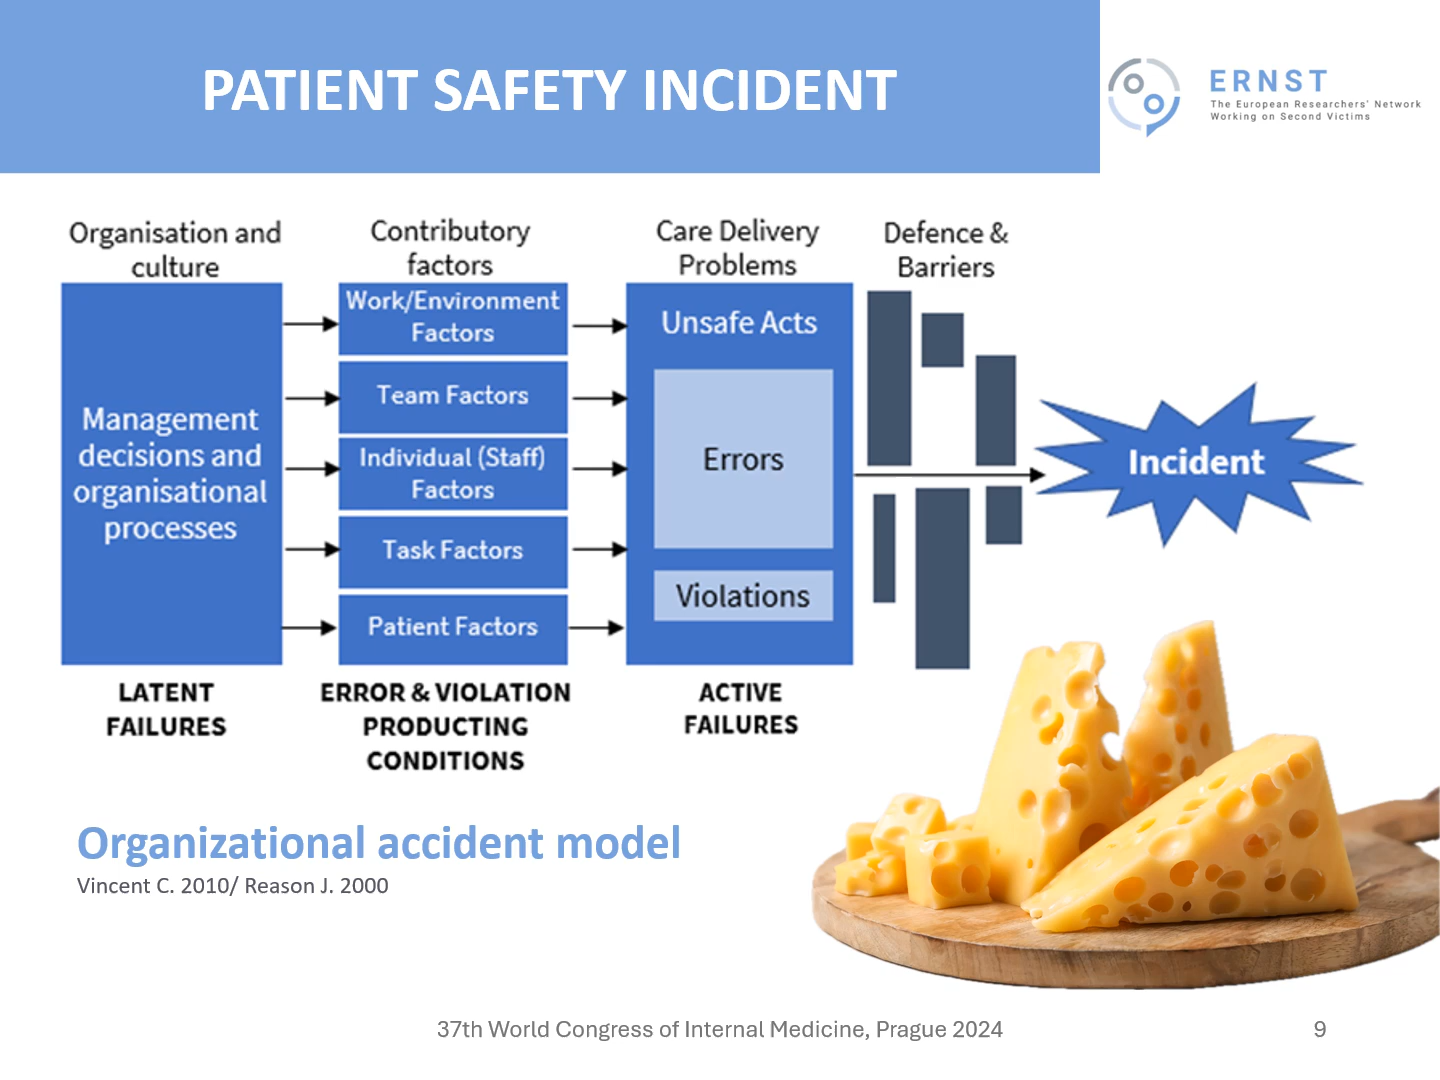 PATIENT SAFETY INCIDENT
ERNST
The European Researchers' Network
Working on Second Victims
Organisation and
culture
Contributory
factors
Care Delivery
Problems
Defence &
Barriers
Management
decisions and
organisational
processes
Work/Environment
Factors
Team Factors
Individual (Staff)
Factors
Task Factors
Patient Factors
Unsafe Acts
Errors
Violations
Incident
LATENT
FAILURES
ERROR & VIOLATION
PRODUCTING
CONDITIONS
ACTIVE
FAILURES
Organizational accident model
Vincent C. 2010/ Reason J. 2000
37th World Congress of Internal Medicine, Prague 2024
9